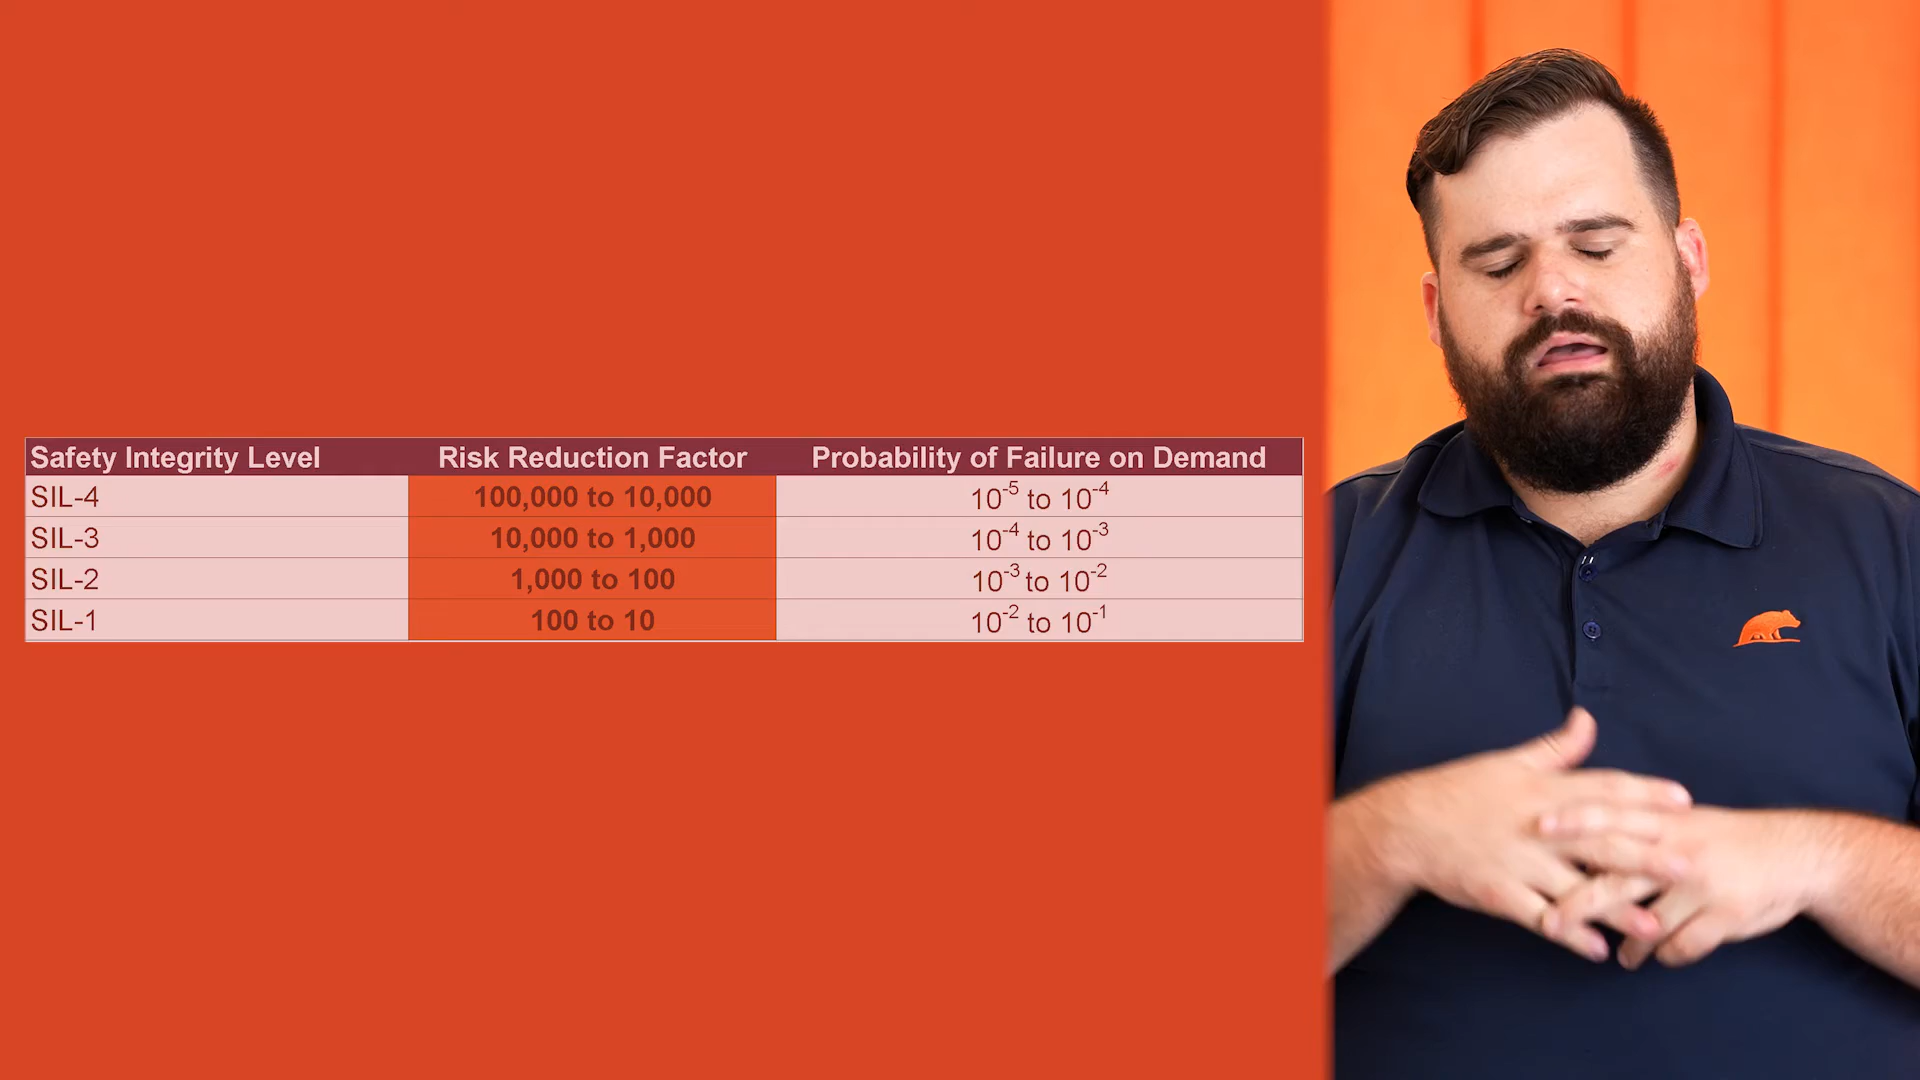 Safety Integrity Level Risk Reduction Factor Probability of Failure on Demand
SIL-4 100,000 to 10,000 10⁻⁵ to 10⁻⁴
SIL-3 10,000 to 1,000 10⁻⁴ to 10⁻³
SIL-2 1,000 to 100 10⁻³ to 10⁻²
SIL-1 100 to 10 10⁻² to 10⁻¹